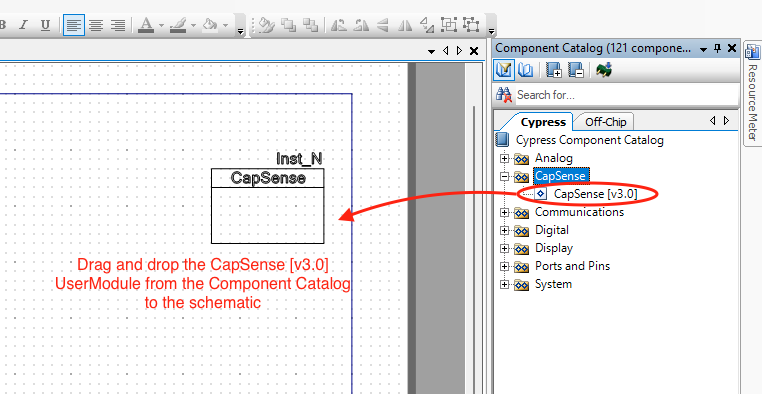 B I U A
Component Catalog (121 compone...
Search for...
Cypress Off-Chip
Cypress Component Catalog
Analog
CapSense
CapSense [v3.0]
Communications
Digital
Display
Ports and Pins
System
Resource Meter
Inst_N
CapSense
Drag and drop the CapSense [v3.0]
UserModule from the Component Catalog
to the schematic